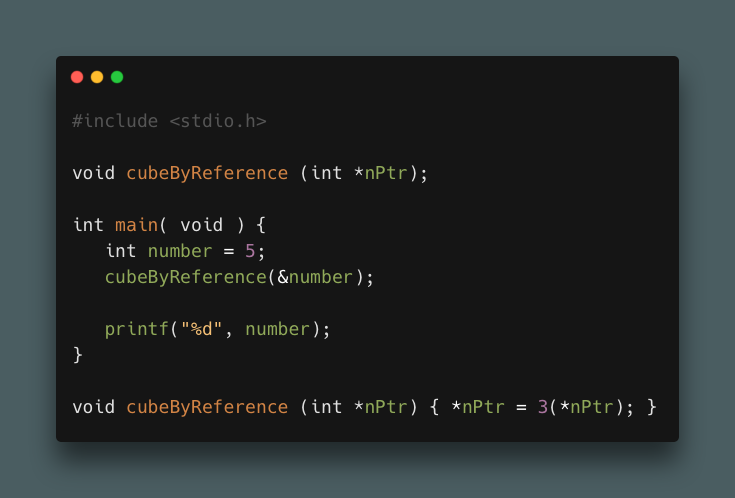 #include <stdio.h>
void cubeByReference (int *nPtr);
int main( void ) {
int number = 5;
cubeByReference(&number);
printf("%d", number);
}
void cubeByReference (int *nPtr) { *nPtr = 3(*nPtr); }